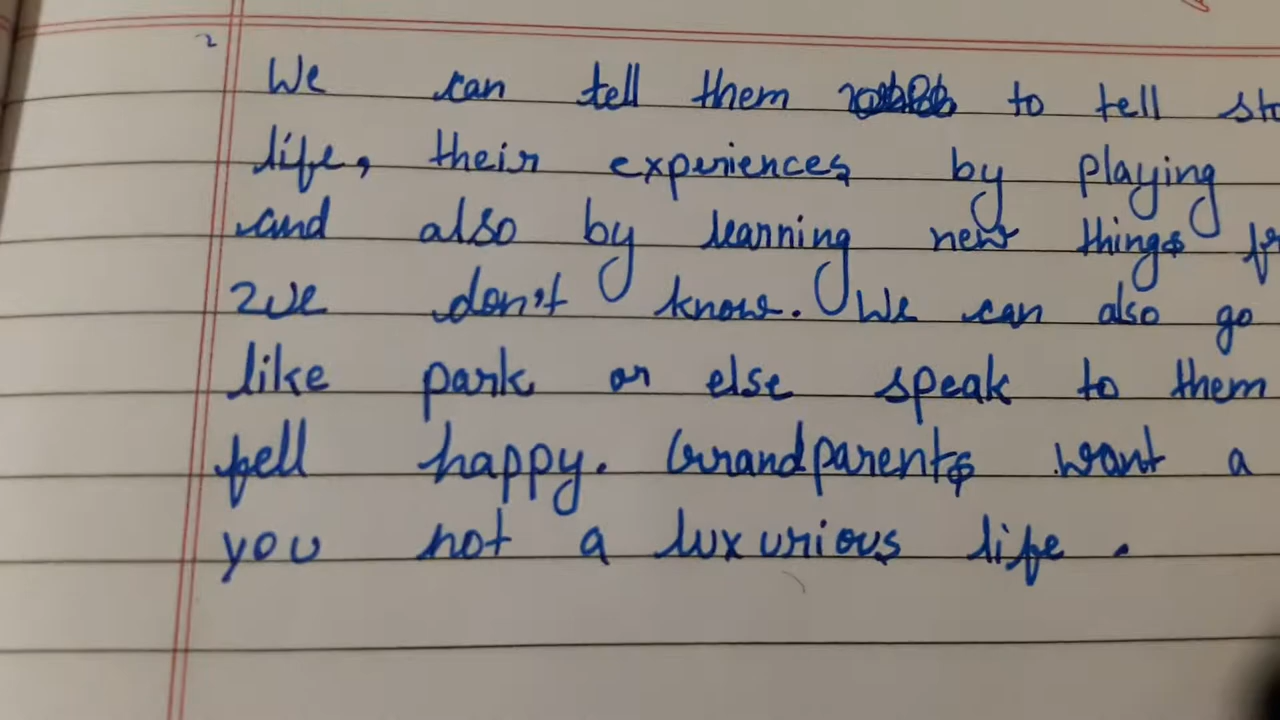 2
We can tell them to tell
life, their experiences by playing
and also by learning new things
we don't know. We can also go
like park or else speak to them
fell happy. Grandparents want a
you not a luxurious life.